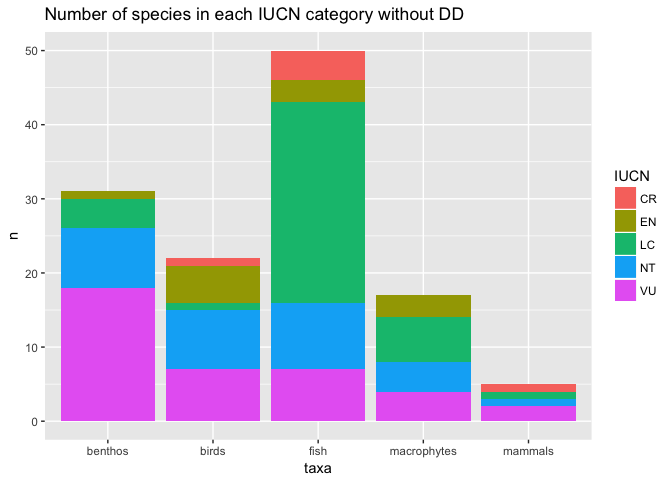 Number of species in each IUCN category without DD
50
40
30
20
10
0
n
benthos birds fish macrophytes mammals
taxa
IUCN
CR
EN
LC
NT
VU